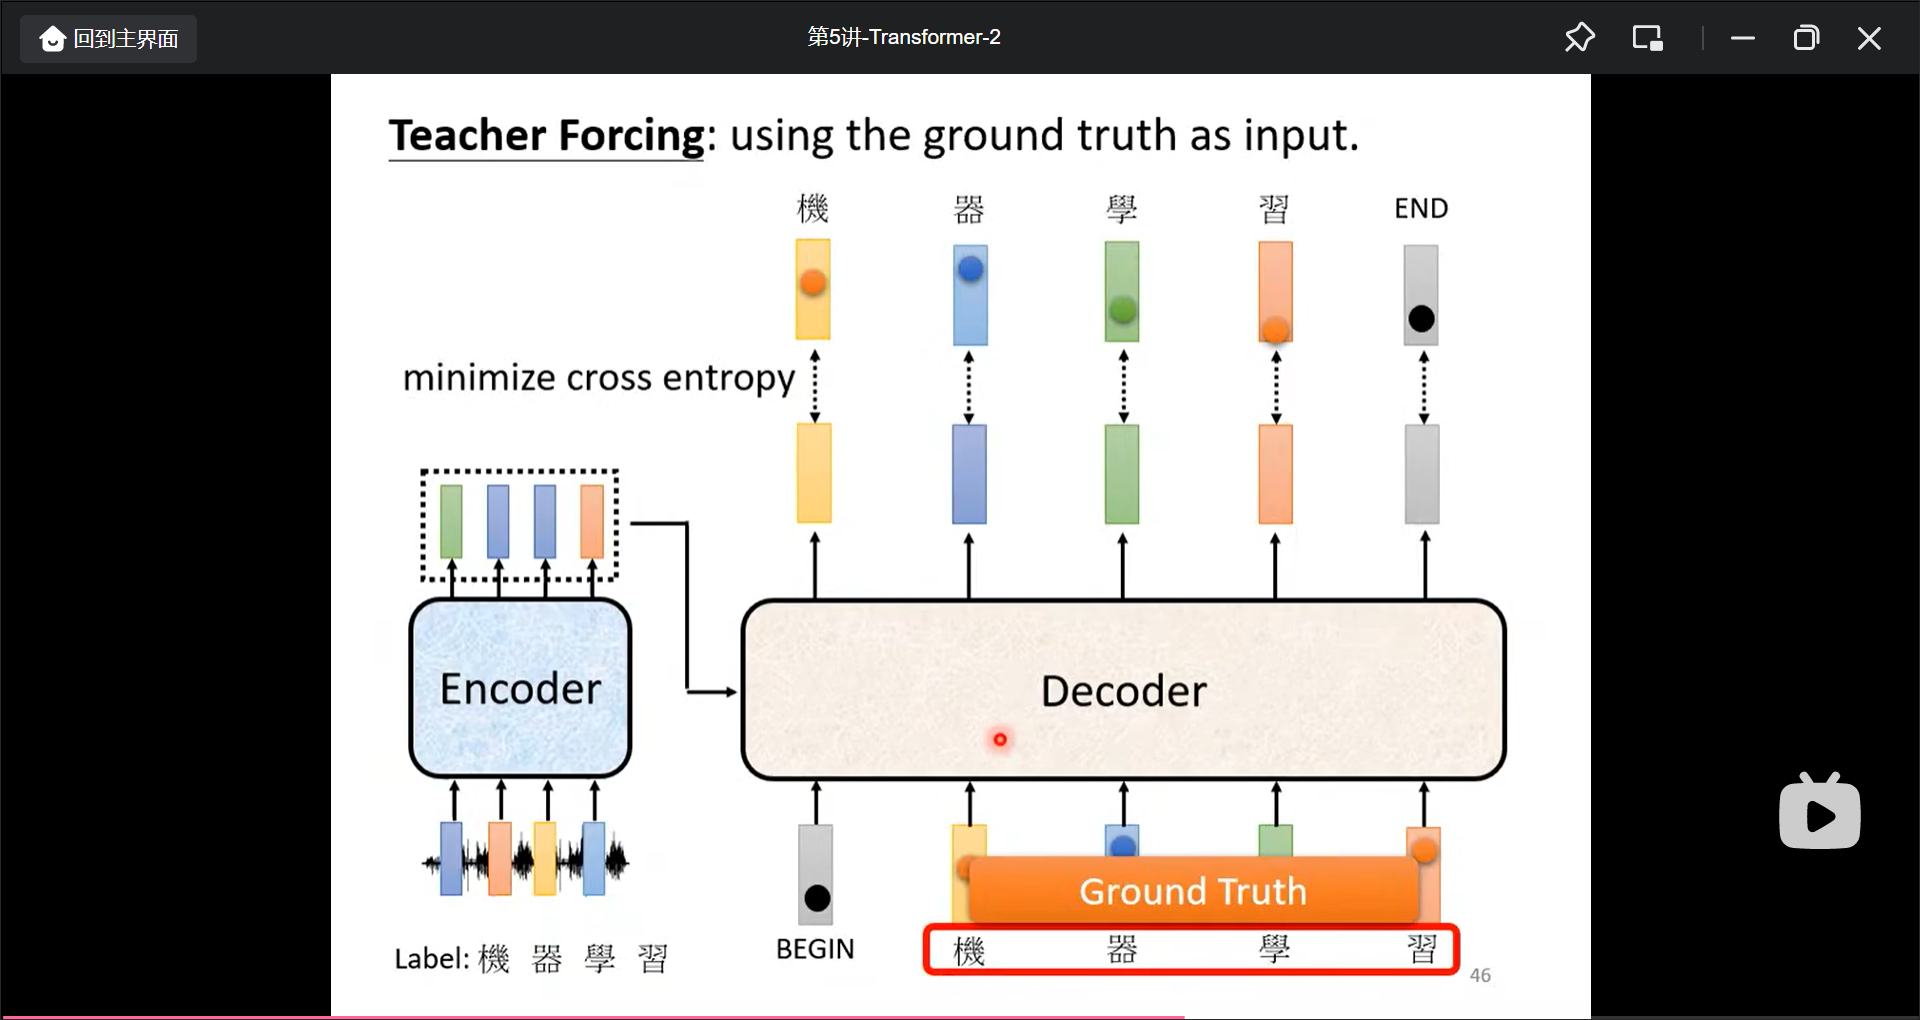 回到主界面
第5讲-Transformer-2
Teacher Forcing: using the ground truth as input.
機 器 學 習 END
minimize cross entropy
Encoder
Decoder
Ground Truth
BEGIN
機 器 學 習
Label: 機 器 學 習
46